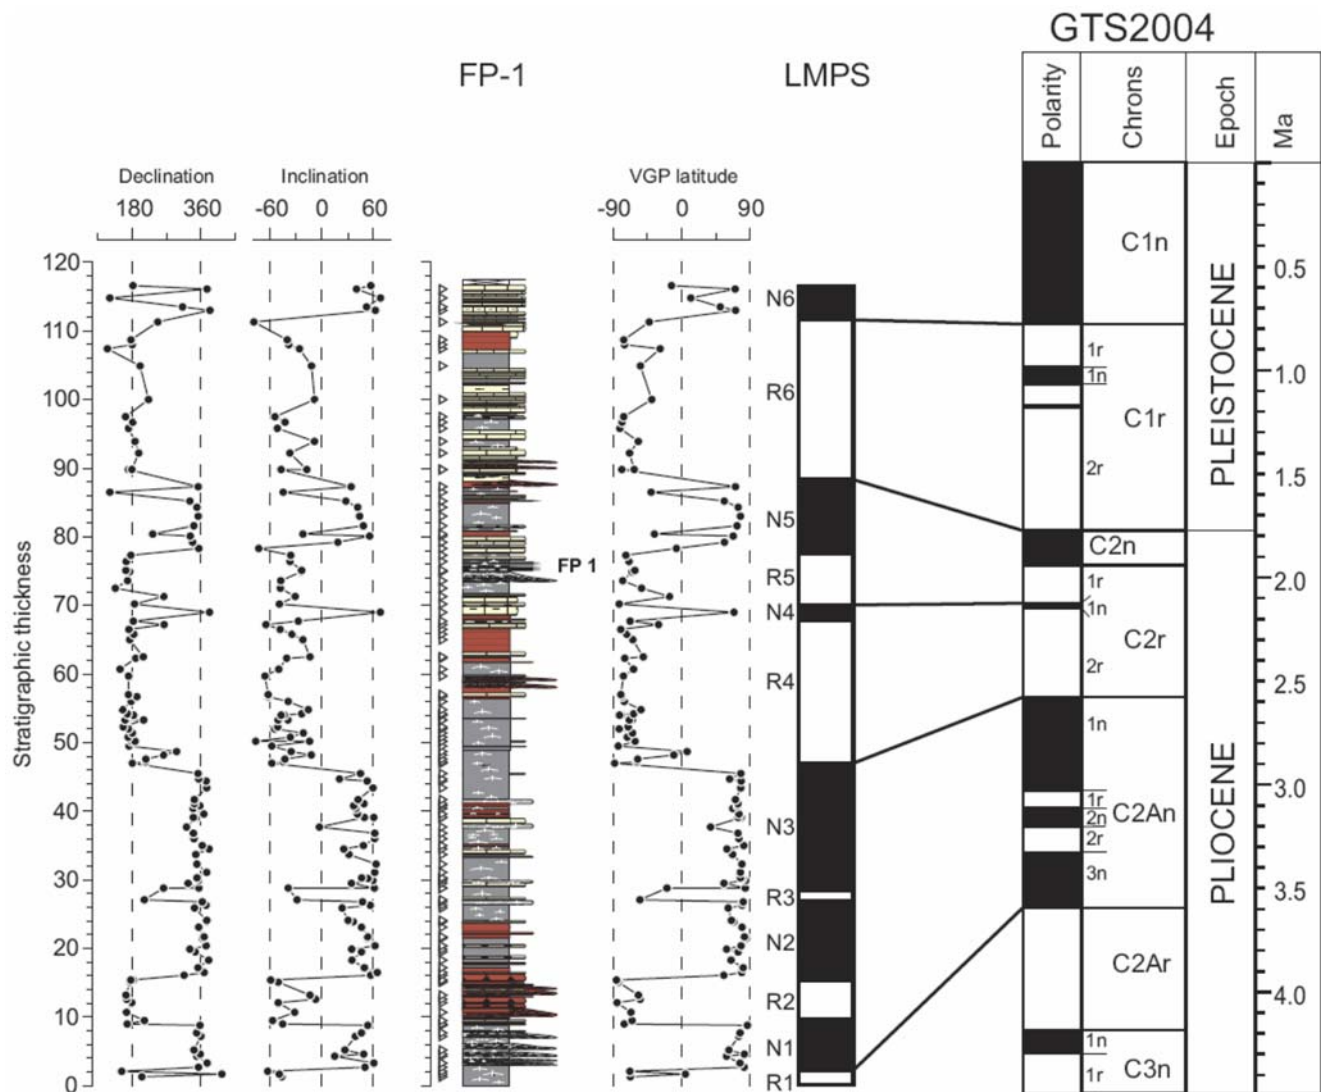 GTS2004
FP-1
LMPS
Polarity
Chrons
Epoch
Ma
Declination
Inclination
VGP latitude
180 360
-60 0 60
-90 0 90
Stratigraphic thickness
120
110
100
90
80
70
60
50
40
30
20
10
0
FP 1
N6
R6
N5
R5
N4
R4
N3
R3
N2
R2
N1
R1
C1n
1r
1n
C1r
2r
C2n
1r
1n
C2r
2r
1n
1r
2n
C2An
2r
3n
C2Ar
1n
C3n
1r
PLEISTOCENE
PLIOCENE
0.5
1.0
1.5
2.0
2.5
3.0
3.5
4.0